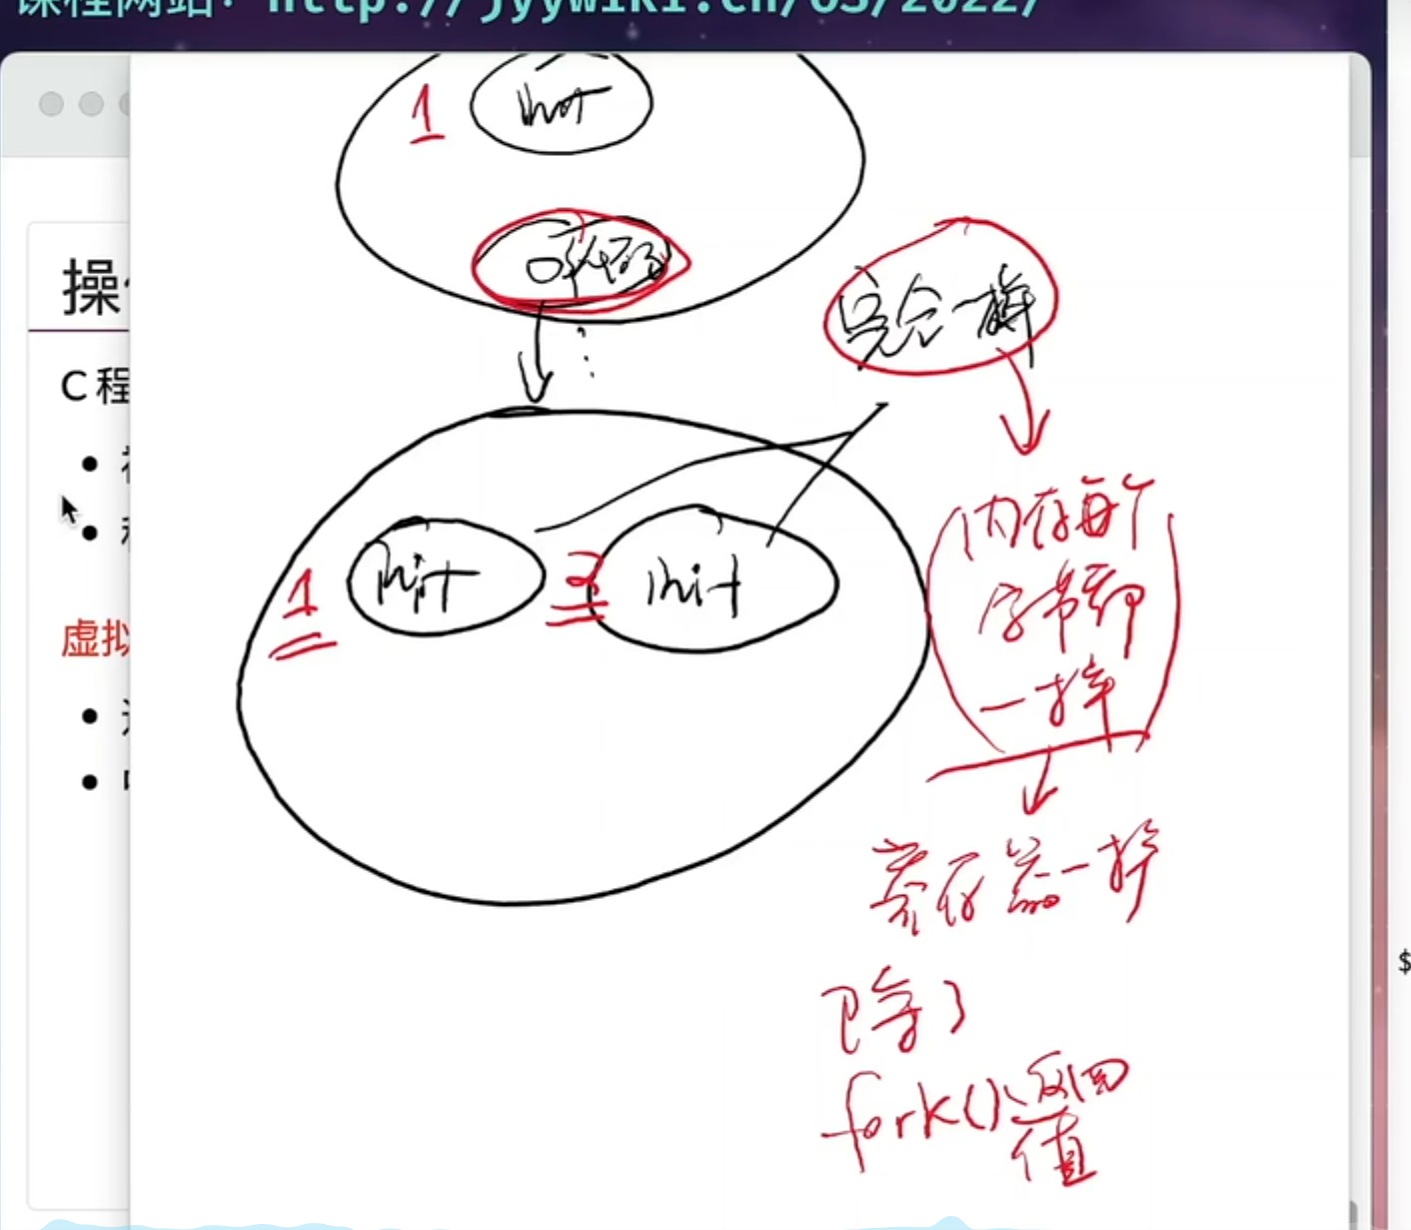 课程网站：http://jyywiki.cn/OS/2022/
1
init
完全一样
操作
C 程
虚拟
1
init
2
init
内存每个
字节都
一样
寄存器一样
除了
fork()返回
值
$